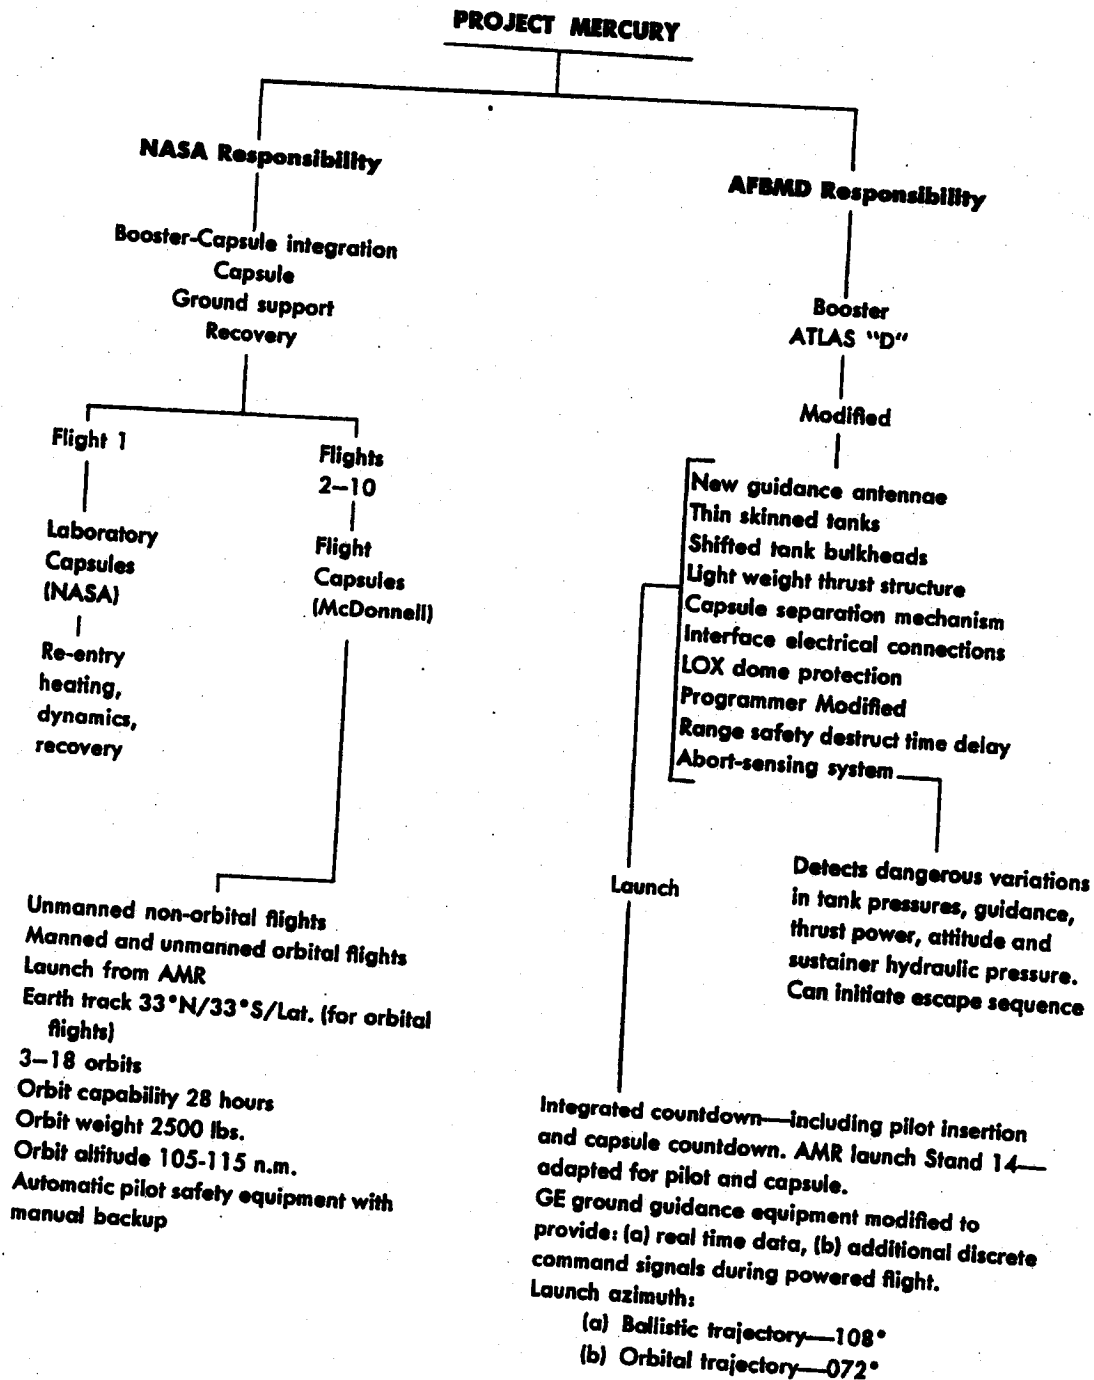 PROJECT MERCURY
NASA Responsibility
Booster-Capsule integration
Capsule
Ground support
Recovery
Flight 1
Laboratory
Capsules
(NASA)
Re-entry
heating,
dynamics,
recovery
Flights
2–10
Flight
Capsules
(McDonnell)
Unmanned non-orbital flights
Manned and unmanned orbital flights
Launch from AMR
Earth track 33°N/33°S/Lat. (for orbital
flights)
3–18 orbits
Orbit capability 28 hours
Orbit weight 2500 lbs.
Orbit altitude 105-115 n.m.
Automatic pilot safety equipment with
manual backup
AFBMD Responsibility
Booster
ATLAS "D"
Modified
New guidance antennae
Thin skinned tanks
Shifted tank bulkheads
Light weight thrust structure
Capsule separation mechanism
Interface electrical connections
LOX dome protection
Programmer Modified
Range safety destruct time delay
Abort-sensing system
Detects dangerous variations
in tank pressures, guidance,
thrust power, attitude and
sustainer hydraulic pressure.
Can initiate escape sequence
Launch
Integrated countdown—including pilot insertion
and capsule countdown. AMR launch Stand 14—
adapted for pilot and capsule.
GE ground guidance equipment modified to
provide: (a) real time data, (b) additional discrete
command signals during powered flight.
Launch azimuth:
(a) Ballistic trajectory—108°
(b) Orbital trajectory—072°